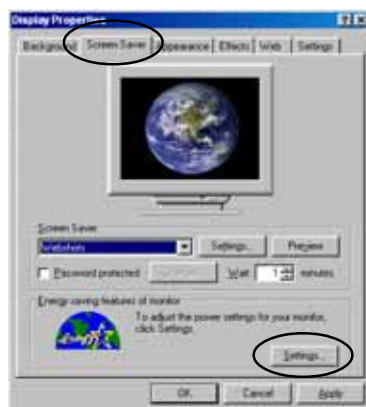 Display Properties
Background Screen Saver Appearance Effects Web Settings
Screen Saver
Webshots Settings... Preview
Password protected Wait: 1 minutes
Energy saving features of monitor
To adjust the power settings for your monitor,
click Settings.
Settings...
OK Cancel Apply